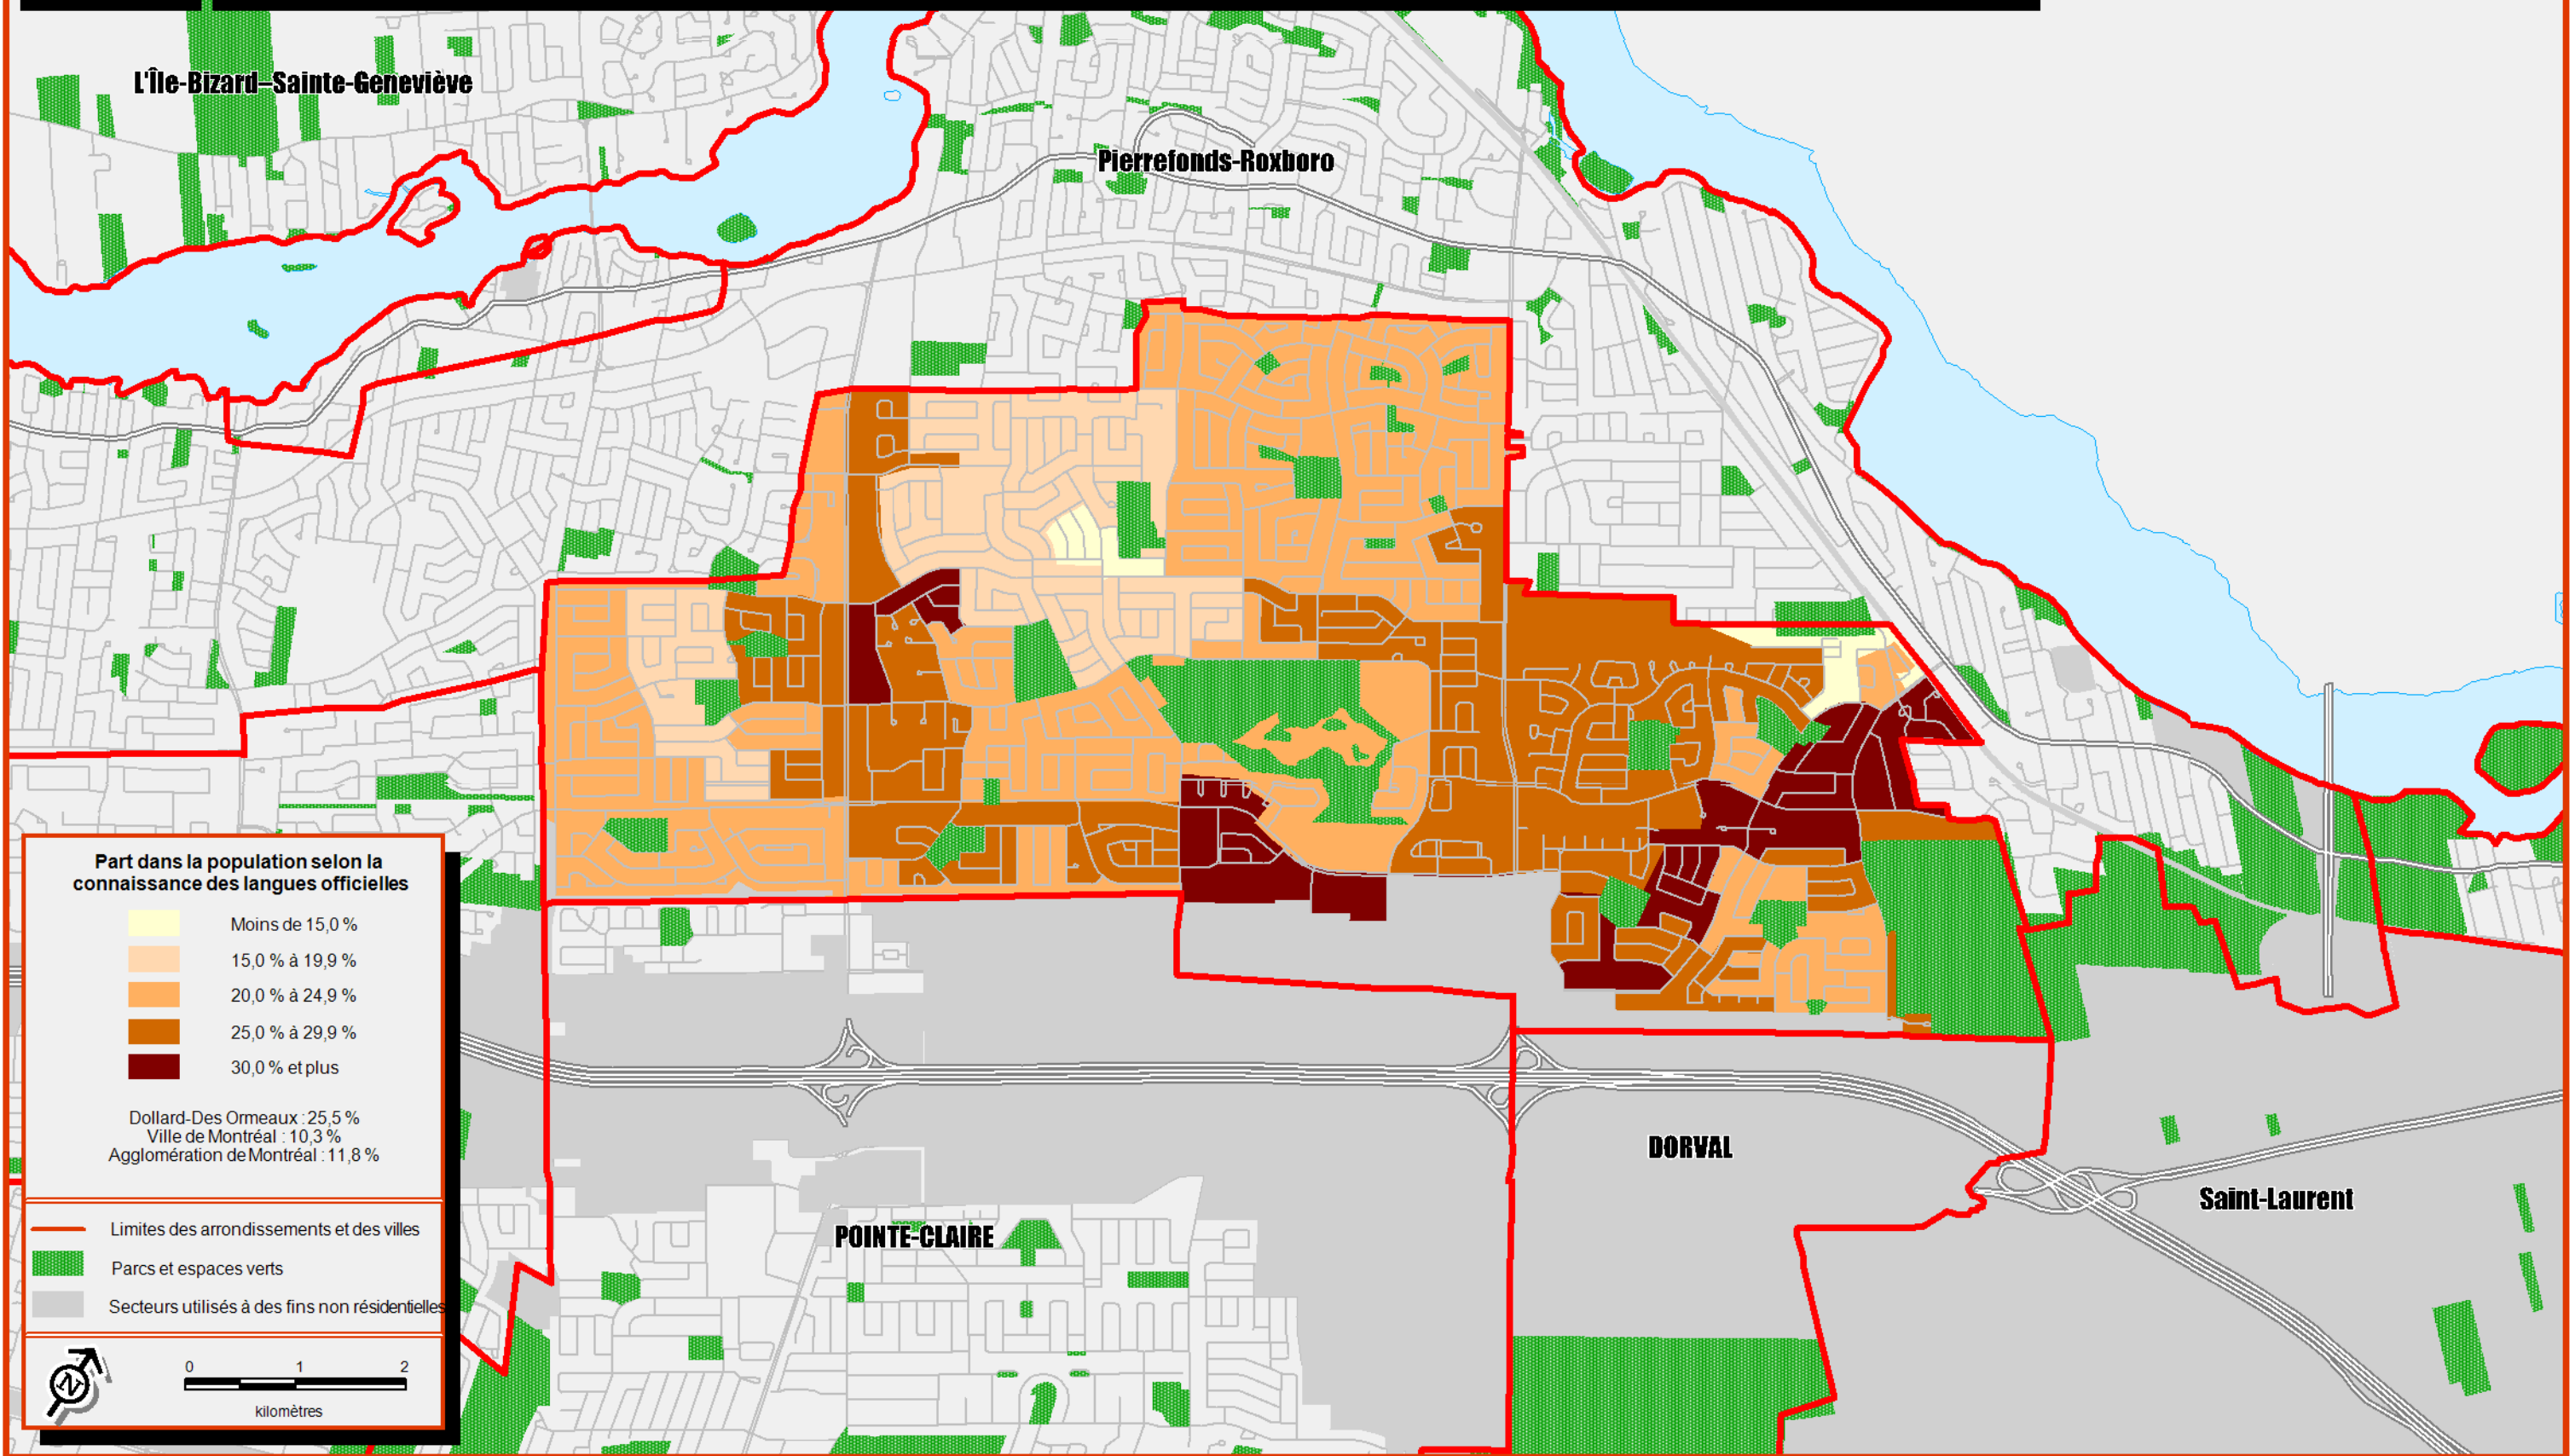 L'Île-Bizard–Sainte-Geneviève
Pierrefonds-Roxboro
Part dans la population selon la
connaissance des langues officielles
Moins de 15,0 %
15,0 % à 19,9 %
20,0 % à 24,9 %
25,0 % à 29,9 %
30,0 % et plus
Dollard-Des Ormeaux : 25,5 %
Ville de Montréal : 10,3 %
Agglomération de Montréal : 11,8 %
Limites des arrondissements et des villes
Parcs et espaces verts
Secteurs utilisés à des fins non résidentielles
N
0 1 2
kilomètres
POINTE-CLAIRE
DORVAL
Saint-Laurent